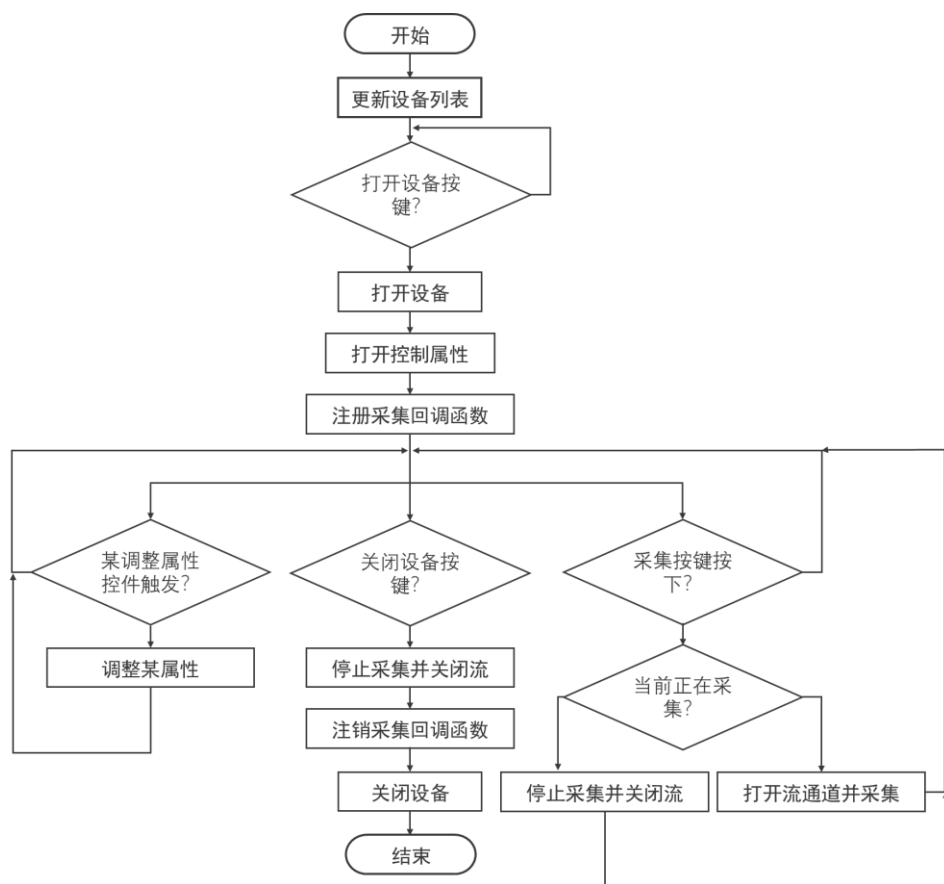 开始
更新设备列表
打开设备按
键?
打开设备
打开控制属性
注册采集回调函数
某调整属性
控件触发?
关闭设备按
键?
采集按键按
下?
调整某属性
停止采集并关闭流
当前正在采
集?
注销采集回调函数
关闭设备
停止采集并关闭流
打开流通道并采集
结束